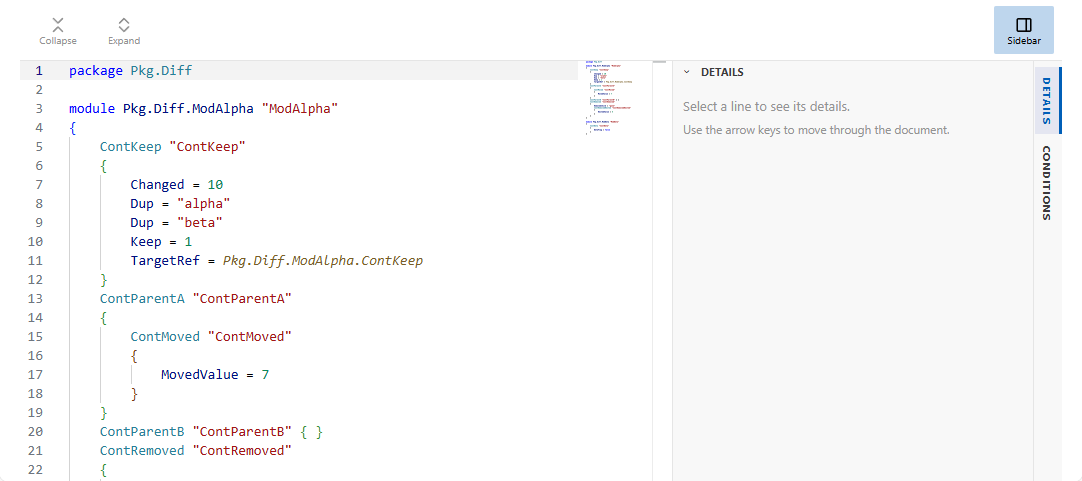 Collapse
Expand
Sidebar
1 package Pkg.Diff
2
3 module Pkg.Diff.ModAlpha "ModAlpha"
4 {
5 ContKeep "ContKeep"
6 {
7 Changed = 10
8 Dup = "alpha"
9 Dup = "beta"
10 Keep = 1
11 TargetRef = Pkg.Diff.ModAlpha.ContKeep
12 }
13 ContParentA "ContParentA"
14 {
15 ContMoved "ContMoved"
16 {
17 MovedValue = 7
18 }
19 }
20 ContParentB "ContParentB" { }
21 ContRemoved "ContRemoved"
22 {
DETAILS
Select a line to see its details.
Use the arrow keys to move through the document.
DETAILS
CONDITIONS